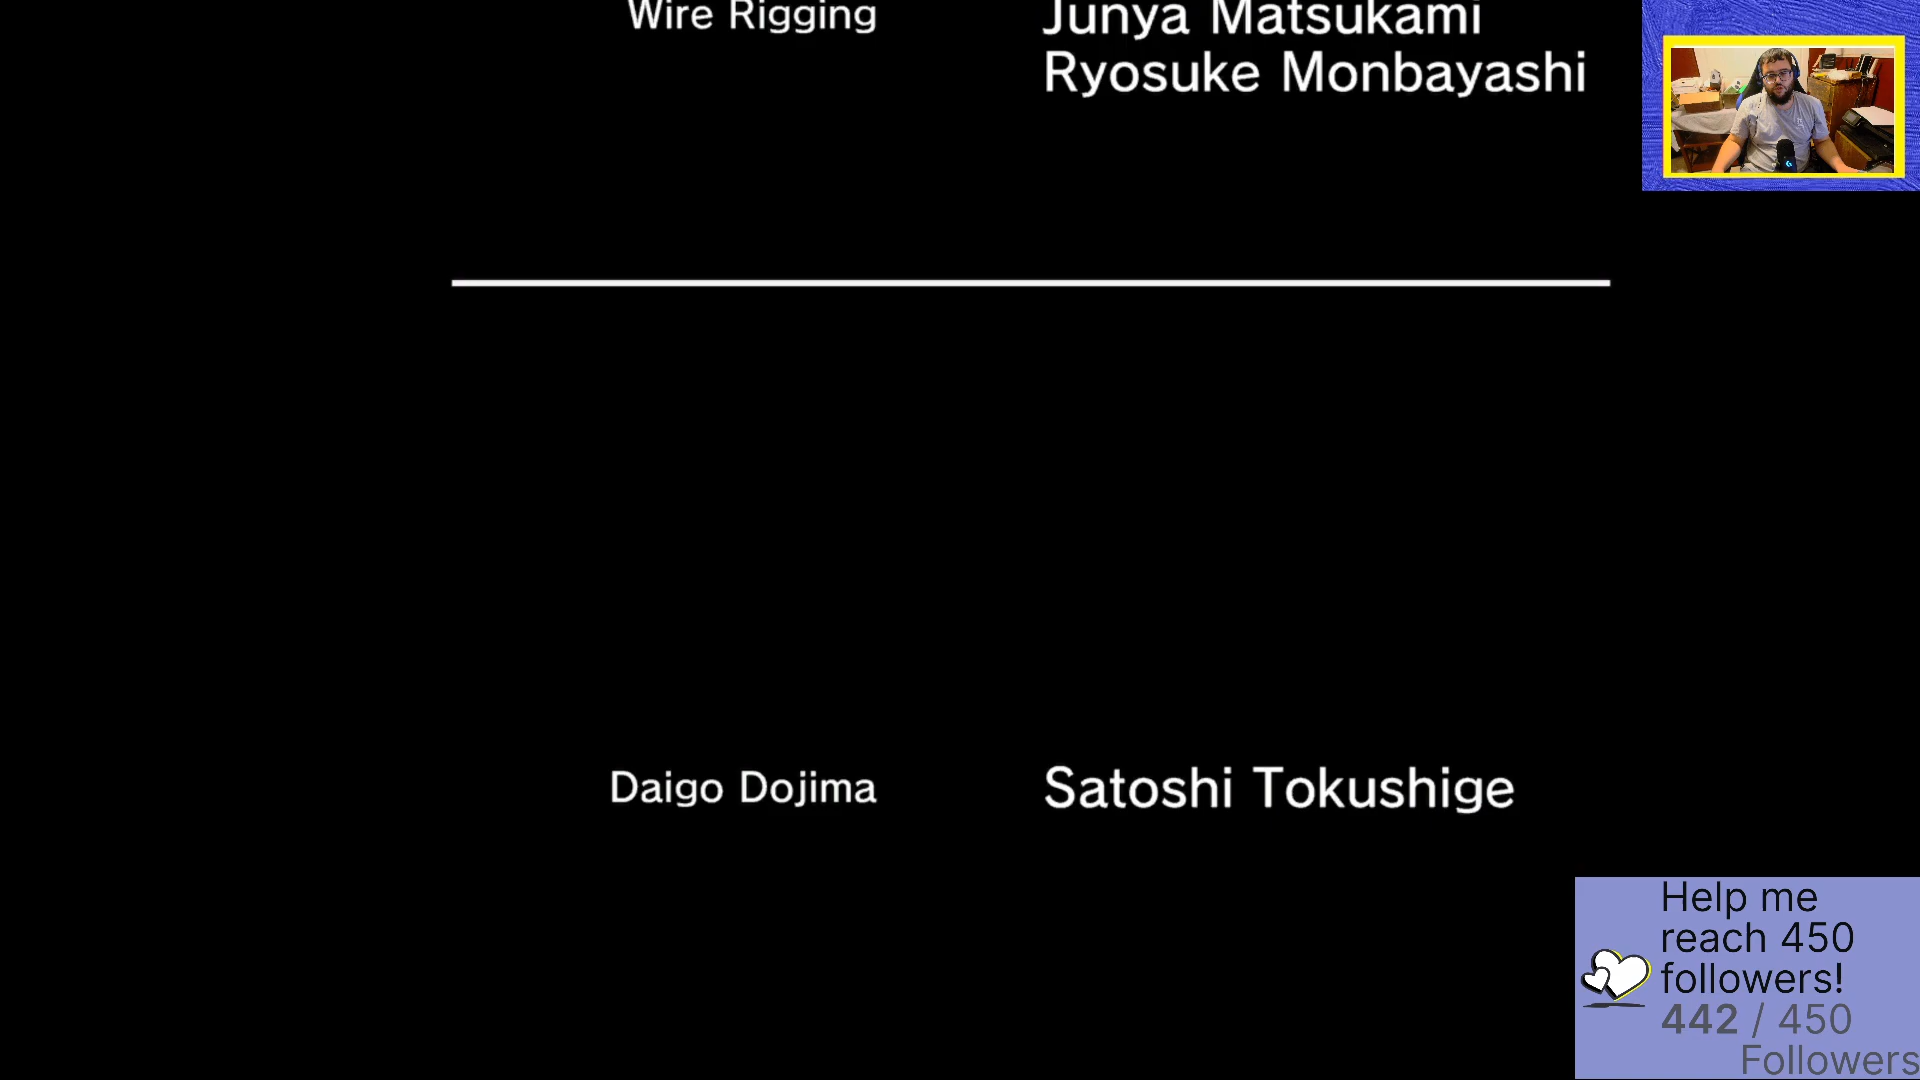 Wire Rigging Junya Matsukami
Ryosuke Monbayashi
Daigo Dojima Satoshi Tokushige
Help me
reach 450
followers!
442 / 450
Followers